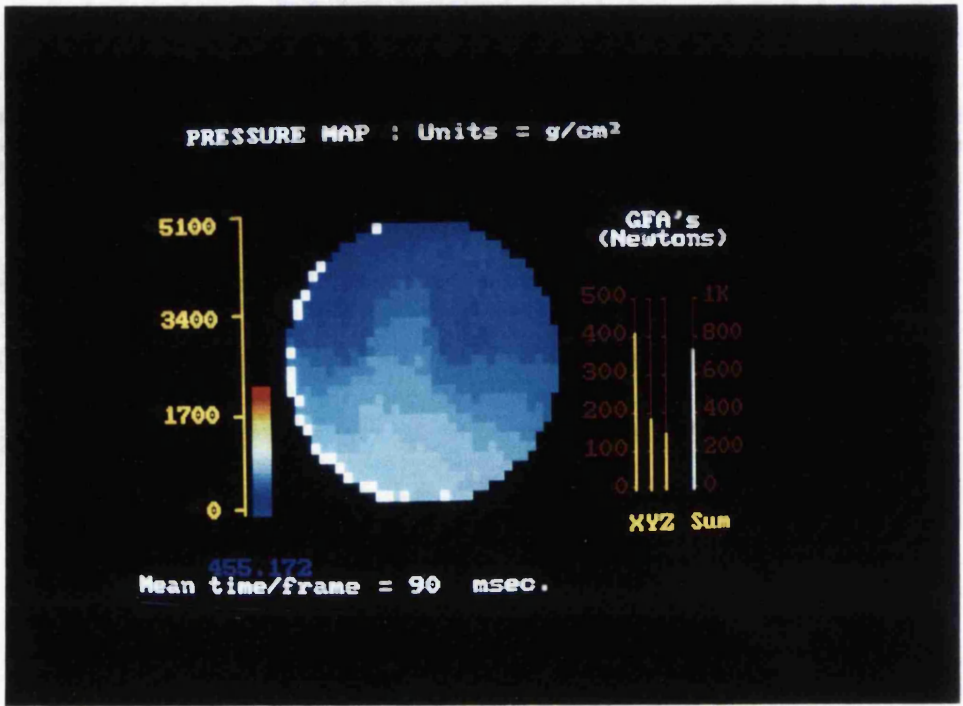 PRESSURE MAP : Units = g/cm²
5100
3400
1700
0
GFA's
(Newtons)
500
400
300
200
100
0
1K
800
600
400
200
0
XYZ Sum
455.172
Mean time/frame = 90 msec.